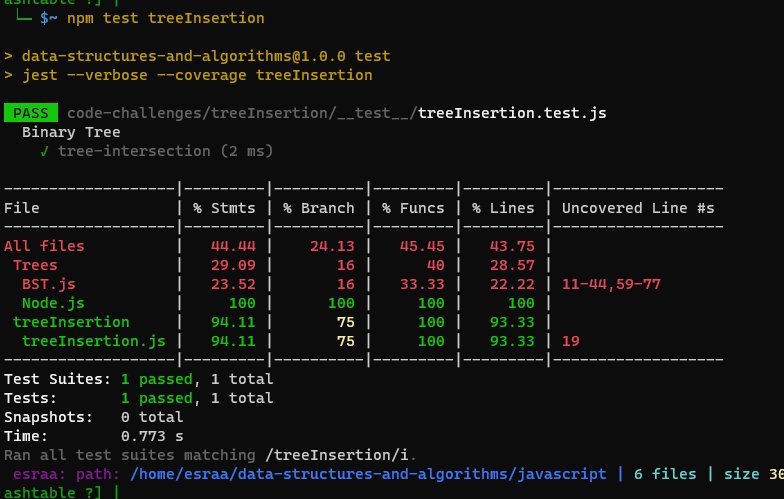 ashtable ?] |
└─ $~ npm test treeInsertion
> data-structures-and-algorithms@1.0.0 test
> jest --verbose --coverage treeInsertion
PASS code-challenges/treeInsertion/__test__/treeInsertion.test.js
Binary Tree
√ tree-intersection (2 ms)
-------------------|---------|----------|---------|---------|-------------------
File | % Stmts | % Branch | % Funcs | % Lines | Uncovered Line #s
-------------------|---------|----------|---------|---------|-------------------
All files | 44.44 | 24.13 | 45.45 | 43.75 |
Trees | 29.09 | 16 | 40 | 28.57 |
BST.js | 23.52 | 16 | 33.33 | 22.22 | 11-44,59-77
Node.js | 100 | 100 | 100 | 100 |
treeInsertion | 94.11 | 75 | 100 | 93.33 |
treeInsertion.js | 94.11 | 75 | 100 | 93.33 | 19
-------------------|---------|----------|---------|---------|-------------------
Test Suites: 1 passed, 1 total
Tests: 1 passed, 1 total
Snapshots: 0 total
Time: 0.773 s
Ran all test suites matching /treeInsertion/i.
esraa: path: /home/esraa/data-structures-and-algorithms/javascript | 6 files | size 30
ashtable ?] |